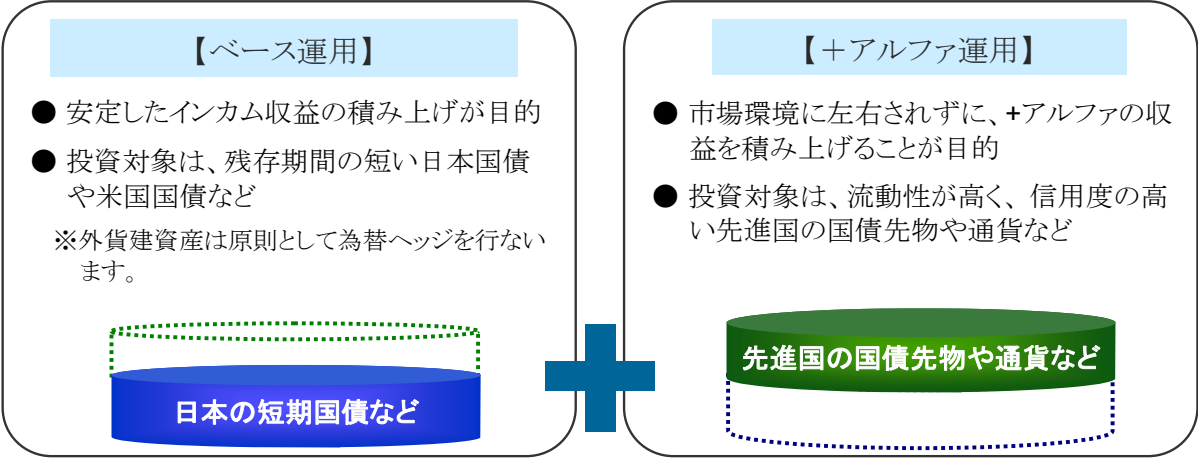 【ベース運用】
● 安定したインカム収益の積み上げが目的
● 投資対象は、残存期間の短い日本国債
や米国国債など
※外貨建資産は原則として為替ヘッジを行ない
ます。
日本の短期国債など
【＋アルファ運用】
● 市場環境に左右されずに、+アルファの収
益を積み上げることが目的
● 投資対象は、流動性が高く、信用度の高
い先進国の国債先物や通貨など
先進国の国債先物や通貨など